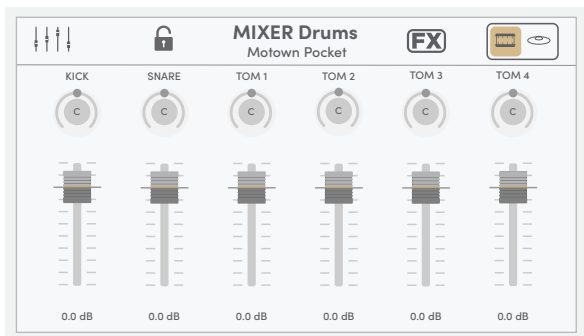 MIXER Drums
FX
Motown Pocket
KICK SNARE TOM 1 TOM 2 TOM 3 TOM 4
C C C C C C
0.0 dB 0.0 dB 0.0 dB 0.0 dB 0.0 dB 0.0 dB